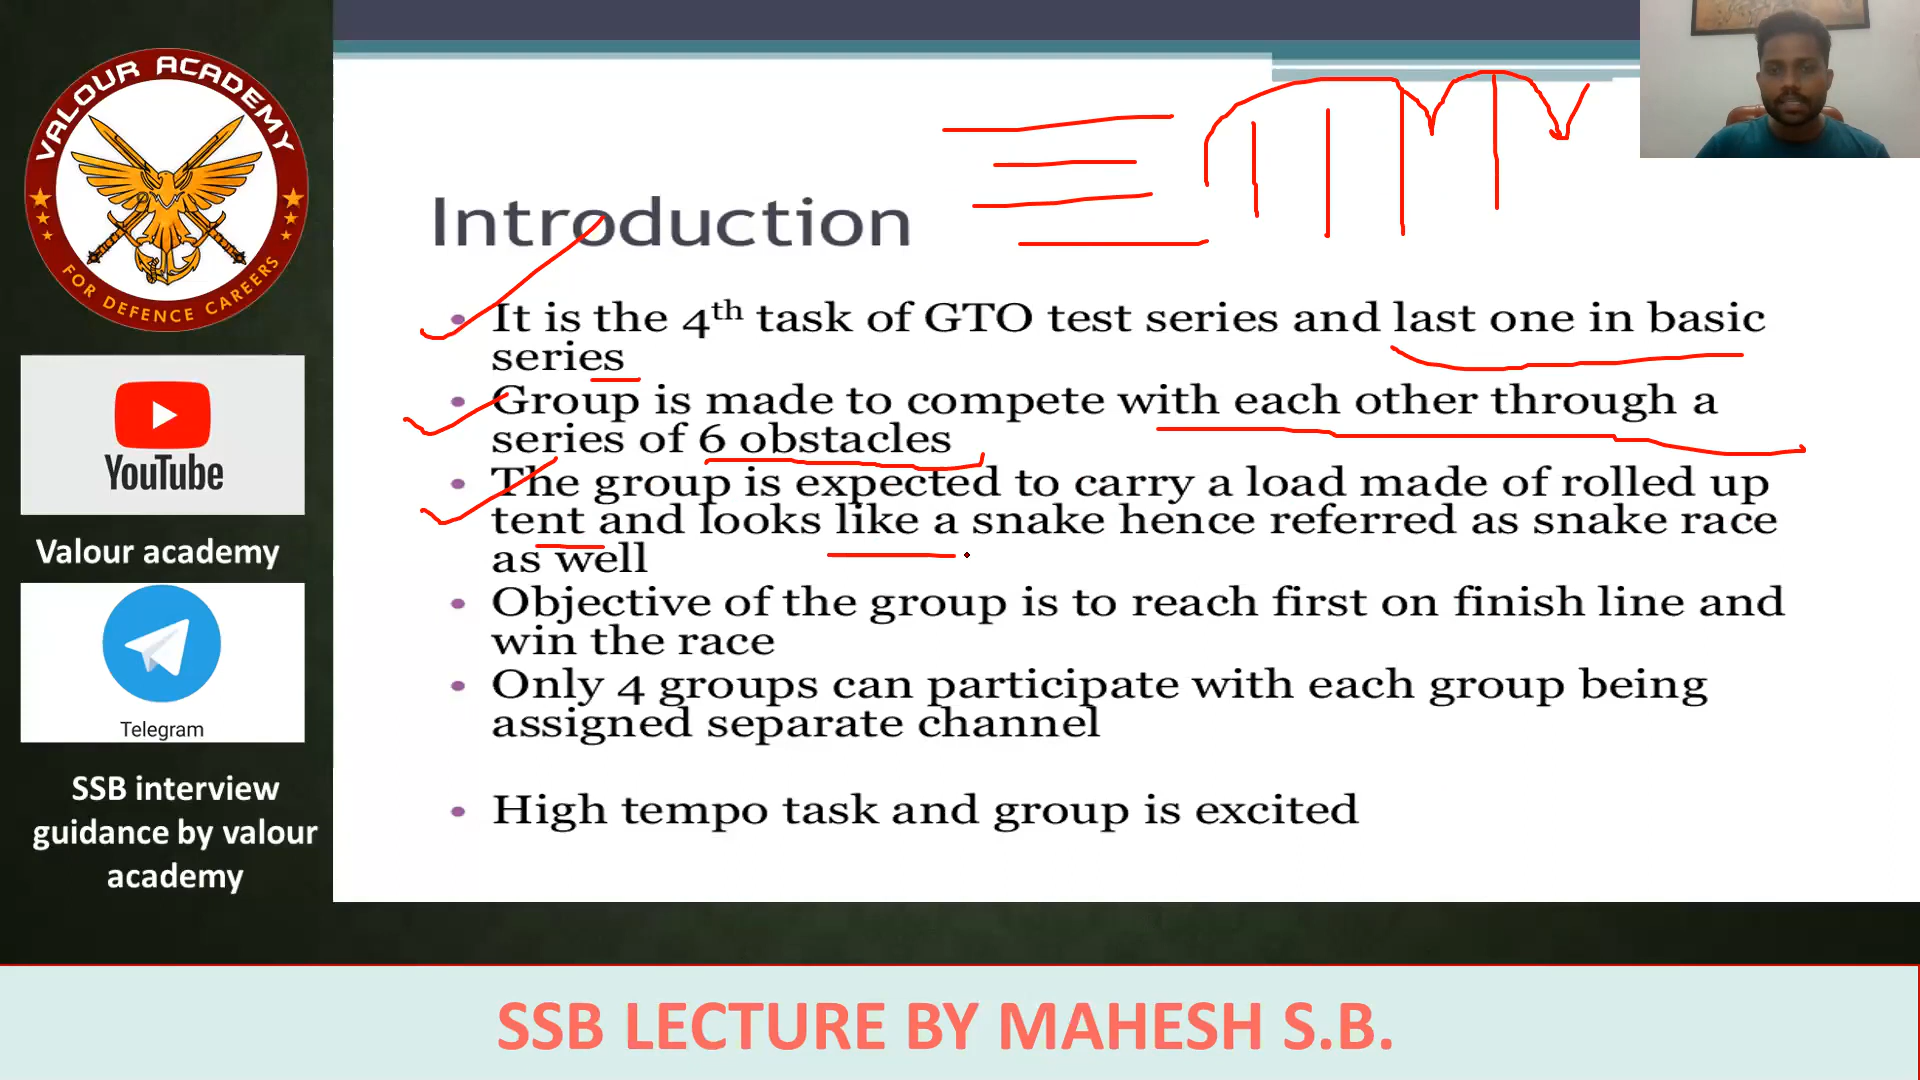 VALOUR ACADEMY
FOR DEFENCE CAREERS
YouTube
Valour academy
Telegram
SSB interview
guidance by valour
academy
Introduction
• It is the 4th task of GTO test series and last one in basic
series
• Group is made to compete with each other through a
series of 6 obstacles
• The group is expected to carry a load made of rolled up
tent and looks like a snake hence referred as snake race
as well
• Objective of the group is to reach first on finish line and
win the race
• Only 4 groups can participate with each group being
assigned separate channel
• High tempo task and group is excited
SSB LECTURE BY MAHESH S.B.